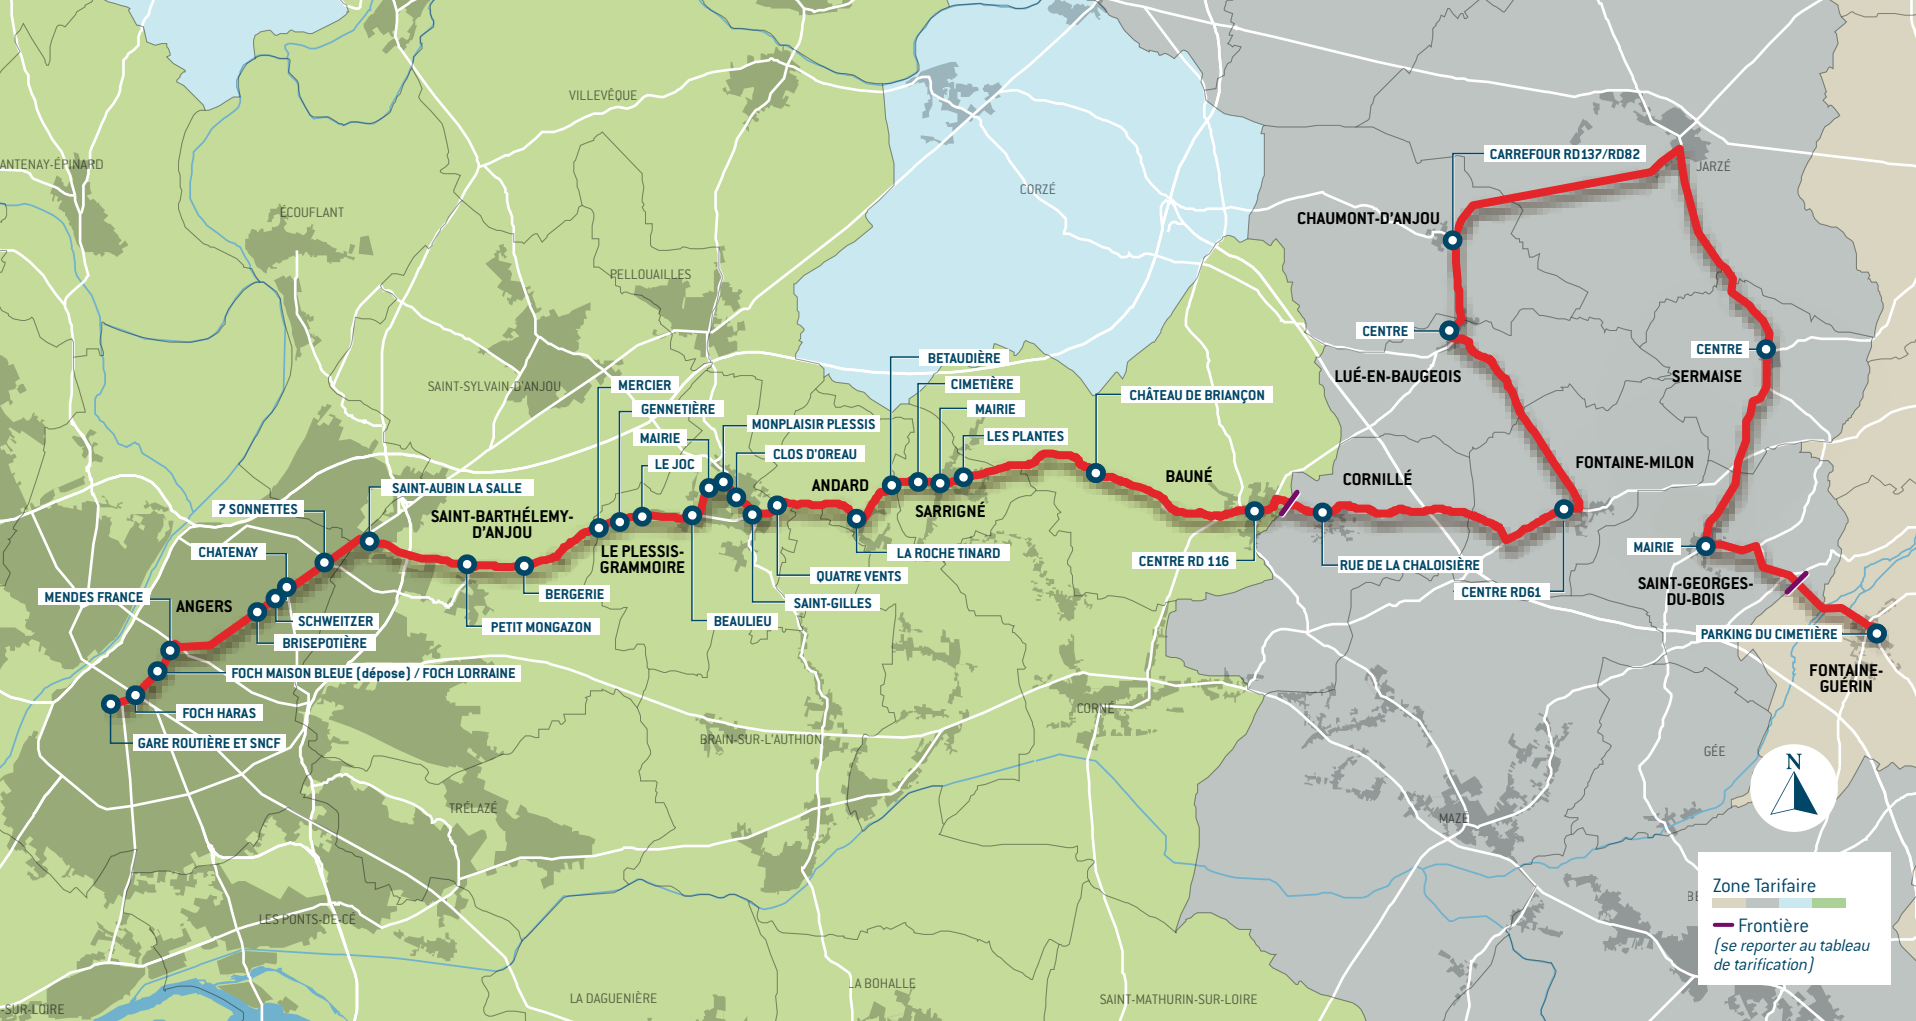 VILLEVÊQUE
ANTENAY-ÉPINARD
CARREFOUR RD137/RD82
JARZÉ
CORZÉ
ÉCOUFLANT
CHAUMONT-D'ANJOU
PELLOUAILLES
CENTRE
CENTRE
BETAUDIÈRE
LUÉ-EN-BAUGEOIS
SERMAISE
SAINT-SYLVAIN-D'ANJOU
MERCIER
CIMETIÈRE
CHÂTEAU DE BRIANÇON
GENNETIÈRE
MAIRIE
MONPLAISIR PLESSIS
MAIRIE
LES PLANTES
CLOS D'OREAU
LE JOC
FONTAINE-MILON
BAUNÉ
CORNILLÉ
ANDARD
SAINT-AUBIN LA SALLE
7 SONNETTES
SARRIGNÉ
SAINT-BARTHÉLEMY-
D'ANJOU
CHATENAY
LE PLESSIS-
GRAMMOIRE
LA ROCHE TINARD
MAIRIE
CENTRE RD 116
RUE DE LA CHALOISIÈRE
QUATRE VENTS
SAINT-GEORGES-
DU-BOIS
CENTRE RD61
BERGERIE
MENDES FRANCE
ANGERS
SAINT-GILLES
SCHWEITZER
BEAULIEU
PETIT MONGAZON
PARKING DU CIMETIÈRE
BRISEPOTIÈRE
FOCH MAISON BLEUE (dépose) / FOCH LORRAINE
FONTAINE-
GUÉRIN
FOCH HARAS
CORNÉ
GARE ROUTIÈRE ET SNCF
BRAIN-SUR-L'AUTHION
GÉE
N
TRÉLAZÉ
MAZÉ
Zone Tarifaire
BE
LES PONTS-DE-CÉ
Frontière
(se reporter au tableau
de tarification)
LA BOHALLE
LA DAGUENIÈRE
SAINT-MATHURIN-SUR-LOIRE
-SUR-LOIRE